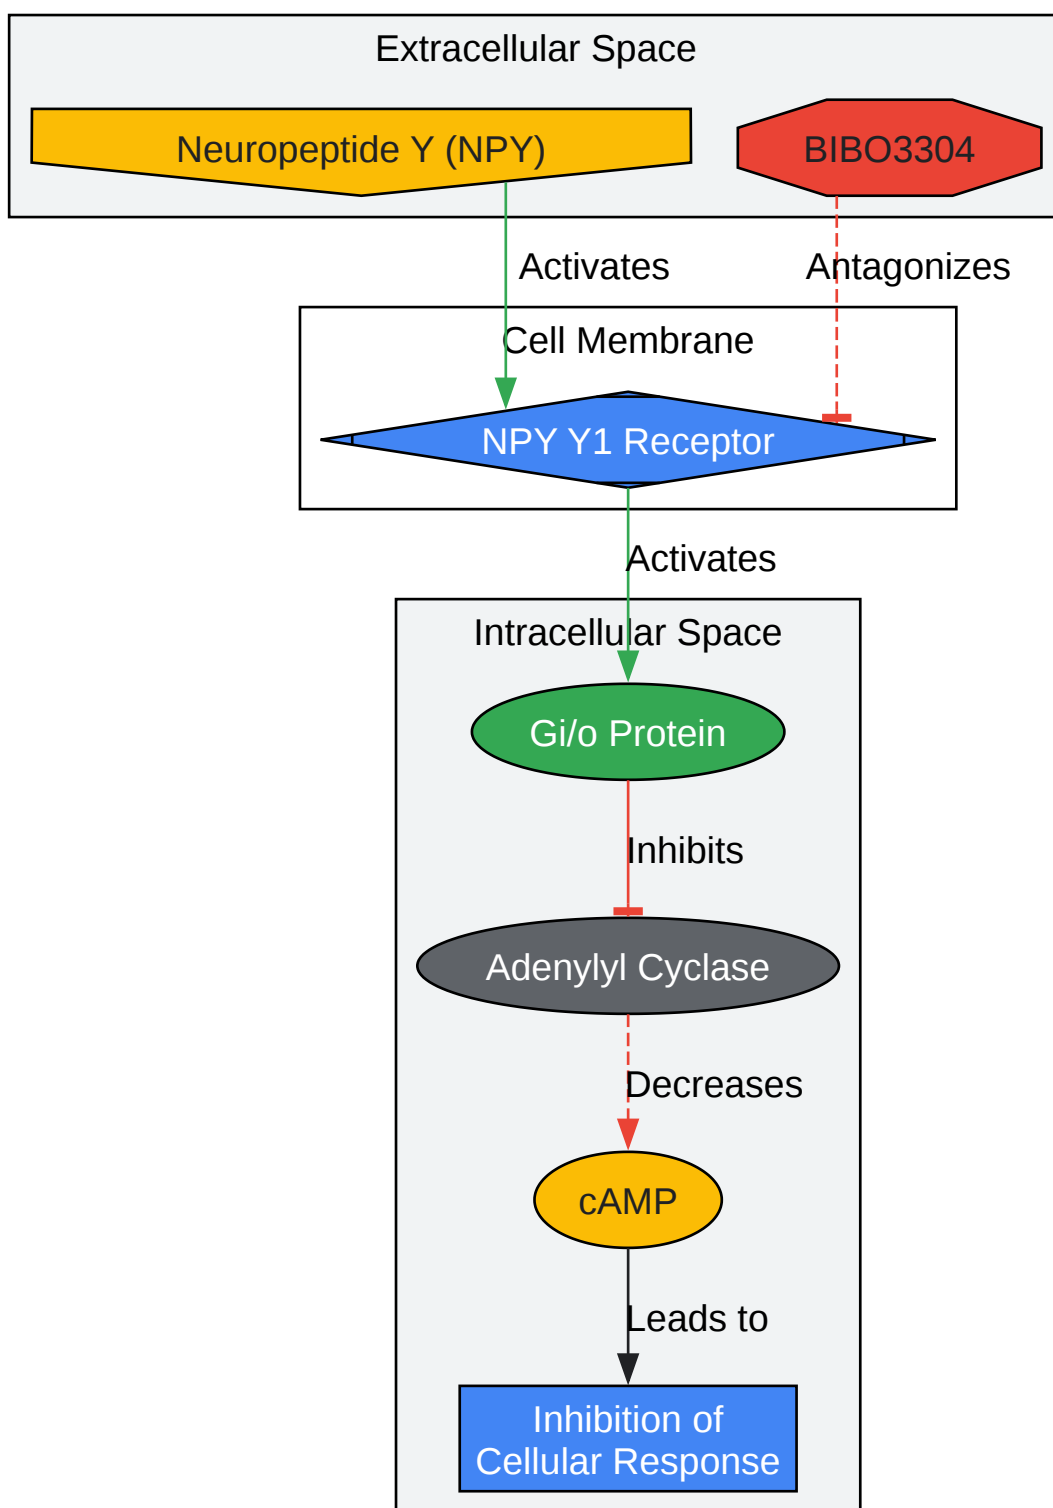 Extracellular Space
Neuropeptide Y (NPY)
BIBO3304
Activates
Antagonizes
Cell Membrane
NPY Y1 Receptor
Activates
Intracellular Space
Gi/o Protein
Inhibits
Adenylyl Cyclase
Decreases
cAMP
Leads to
Inhibition of
Cellular Response